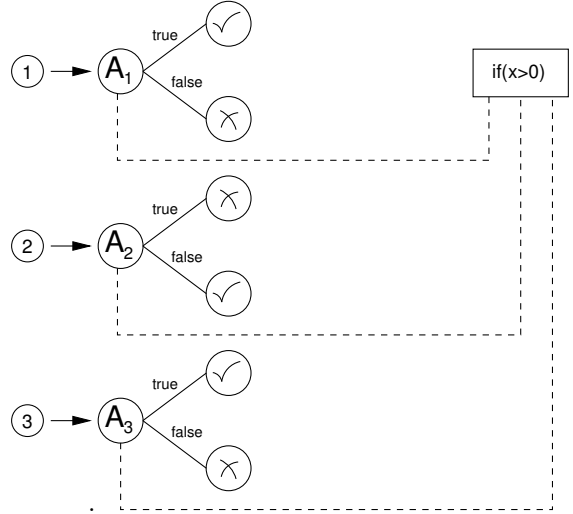 true
1
A1
if(x>0)
false
true
2
A2
false
true
3
A3
false
.